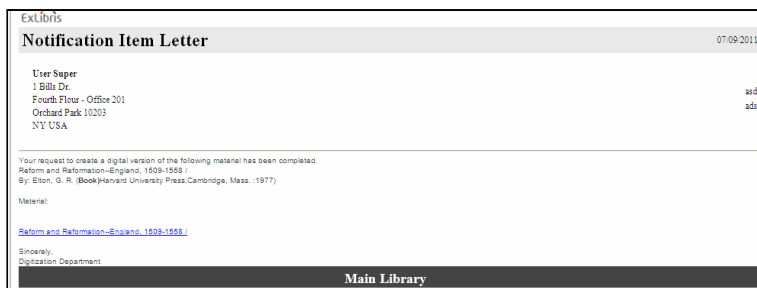 ExLibris
Notification Item Letter
07/09/2011
User Super
1 Bills Dr.
Fourth Flour - Office 201
Orchard Park 10203
NY USA
asd
ads
Your request to create a digital version of the following material has been completed.
Reform and Reformation--England, 1509-1558 /
By: Elton, G. R. (Book)Harvard University Press,Cambridge, Mass. :1977)
Material:
Reform and Reformation--England, 1509-1558 /
Sincerely,
Digitization Department
Main Library